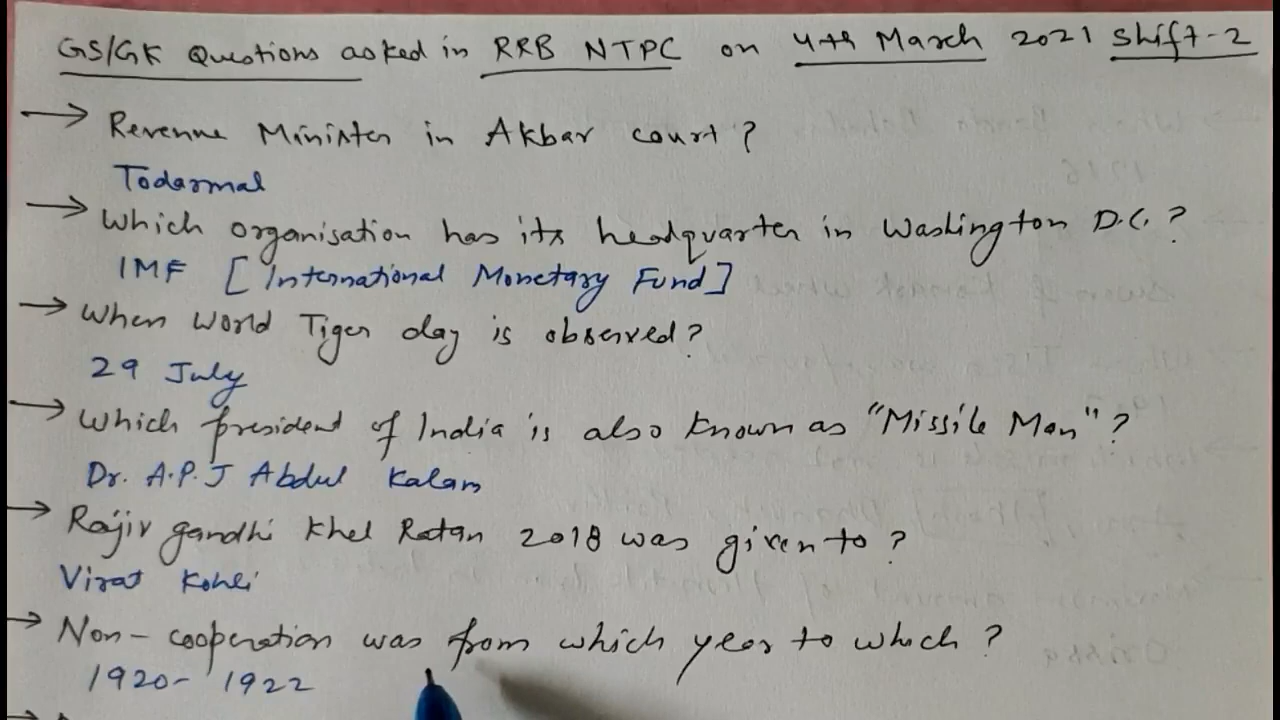 GS/GK Questions asked in RRB NTPC on 4th March 2021 Shift-2
→ Revenue Minister in Akbar court?
Todarmal
→ Which organisation has its headquarter in Washington D.C.?
IMF [International Monetary Fund]
→ When World Tiger day is observed?
29 July
→ Which president of India is also known as "Missile Man"?
Dr. A.P.J Abdul Kalam
→ Rajiv gandhi Khel Ratan 2018 was given to?
Virat Kohli
→ Non-cooperation was from which year to which?
1920- 1922